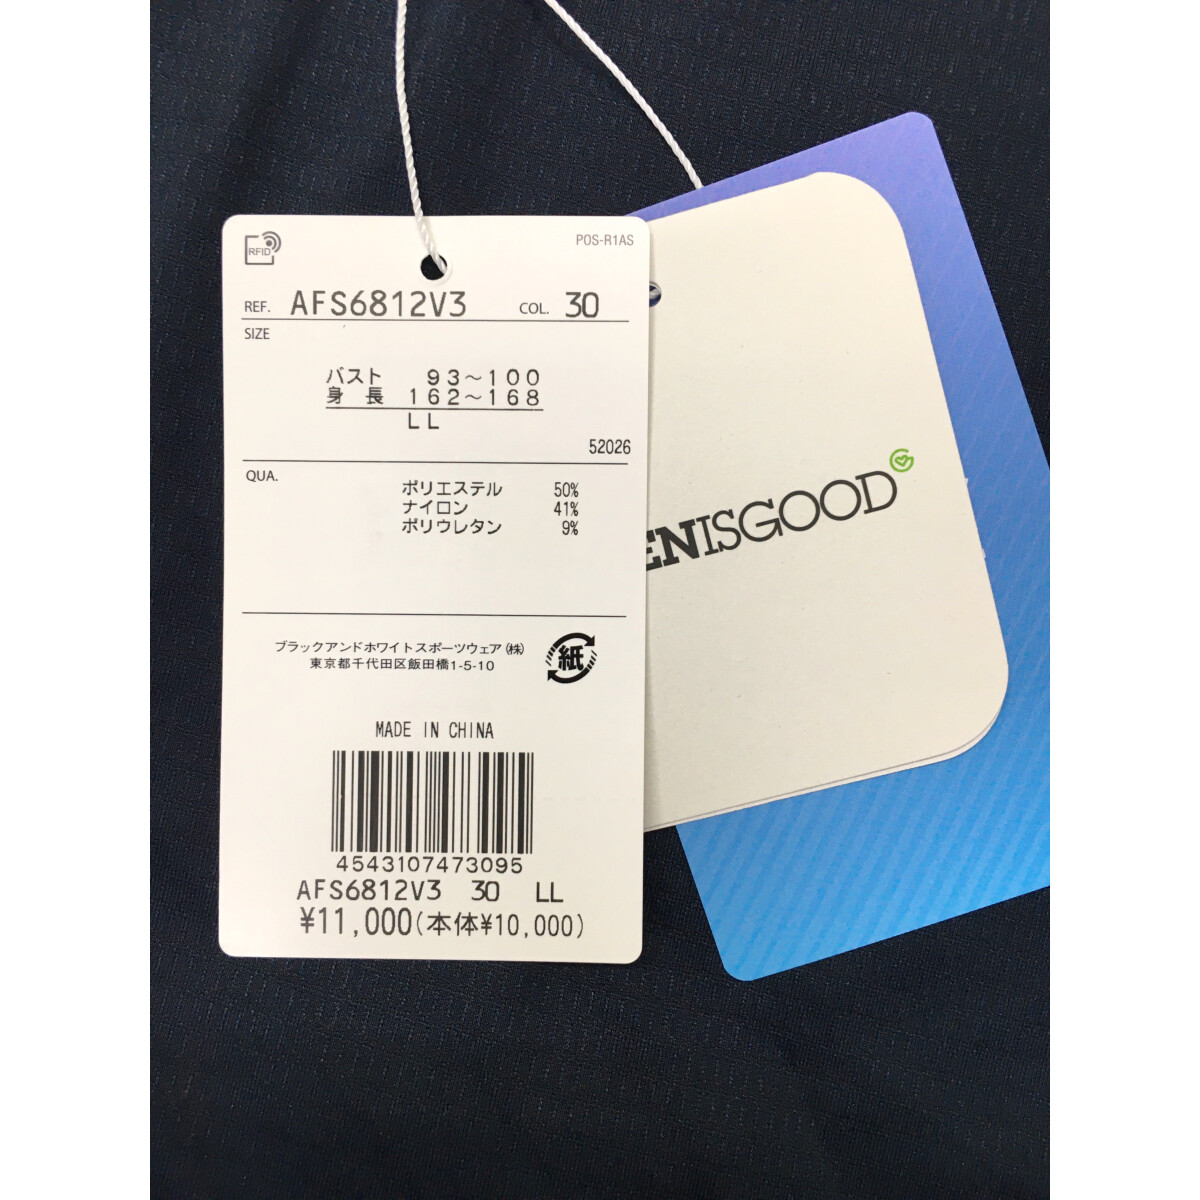 RFID
POS-R1AS
REF. AFS6812V3 COL. 30
SIZE
バスト 93～100
身長 162～168
LL
52026
QUA.
ポリエステル 50%
ナイロン 41%
ポリウレタン 9%
ブラックアンドホワイトスポーツウェア(株)
東京都千代田区飯田橋1-5-10
紙
MADE IN CHINA
4543107473095
AFS6812V3 30 LL
¥11,000(本体¥10,000)
ENISGOOD